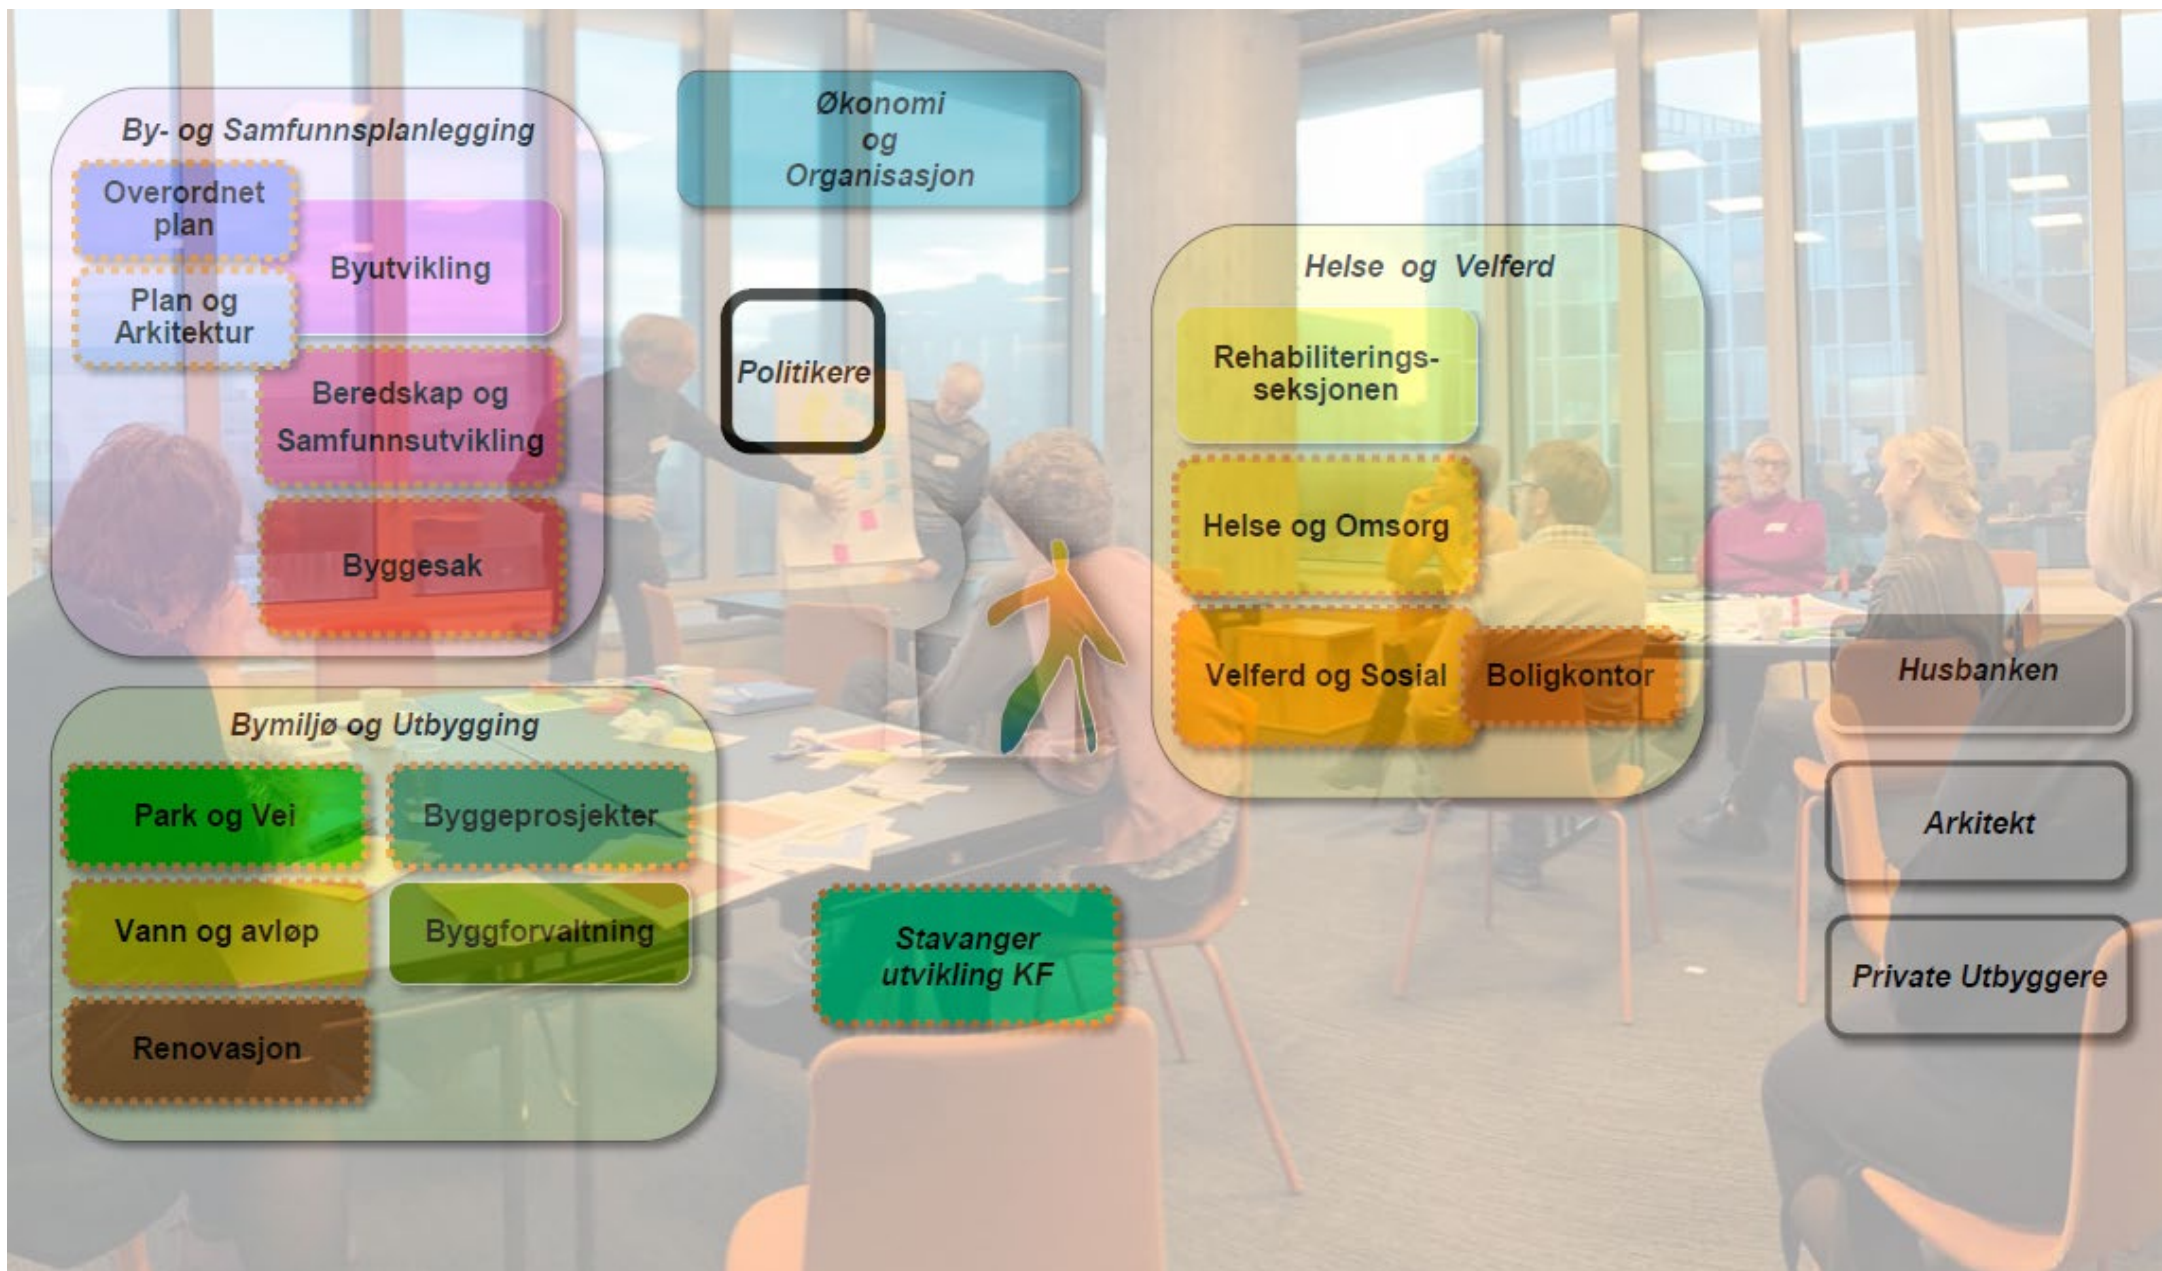 By- og Samfunnsplanlegging
Overordnet
plan
Byutvikling
Plan og
Arkitektur
Beredskap og
Samfunnsutvikling
Byggesak
Økonomi
og
Organisasjon
Politikere
Helse og Velferd
Rehabiliterings-
seksjonen
Helse og Omsorg
Velferd og Sosial
Boligkontor
Husbanken
Arkitekt
Private Utbyggere
Bymiljø og Utbygging
Park og Vei
Byggeprosjekter
Vann og avløp
Byggforvaltning
Renovasjon
Stavanger
utvikling KF